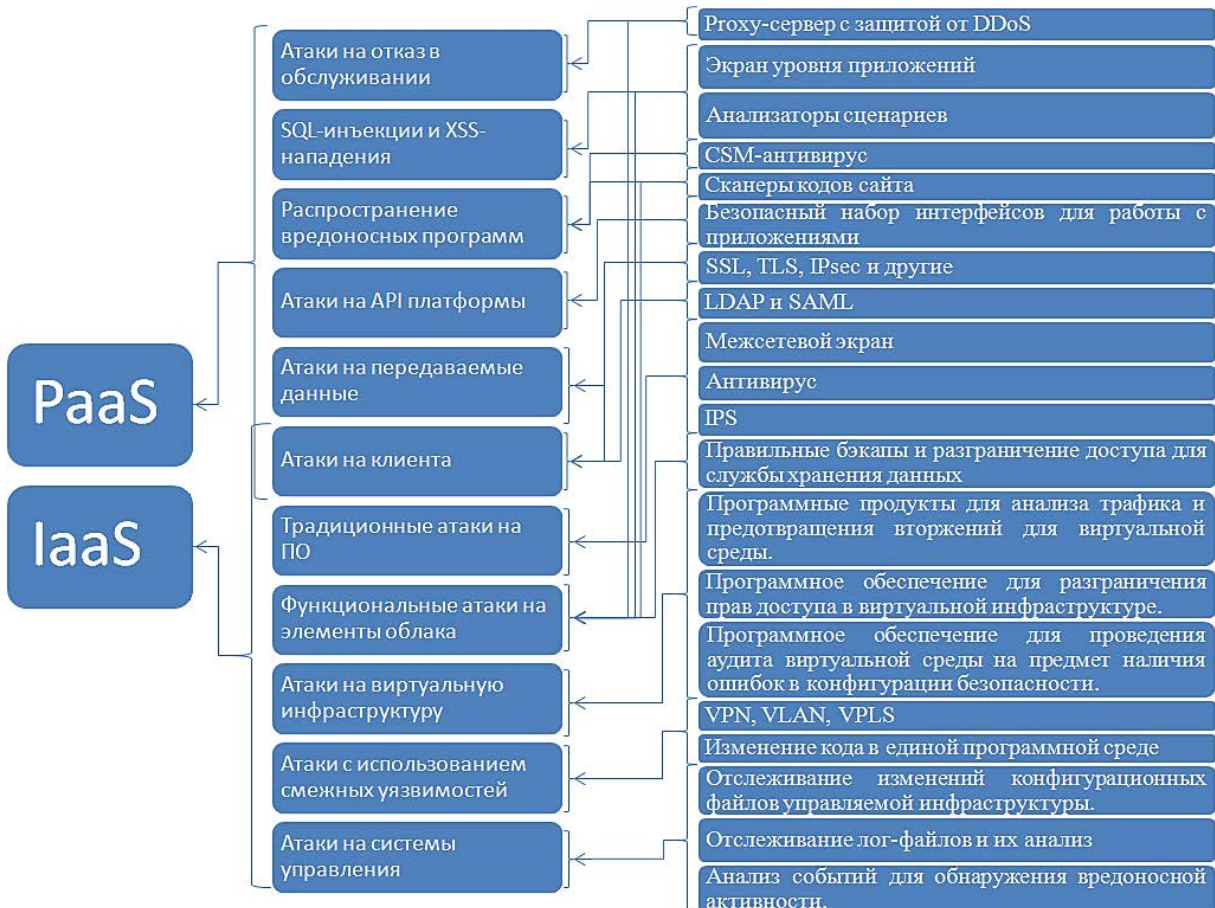 PaaS
IaaS
Атаки на отказ в
обслуживании
SQL-инъекции и XSS-
нападения
Распространение
вредоносных программ
Атаки на API платформы
Атаки на передаваемые
данные
Атаки на клиента
Традиционные атаки на
ПО
Функциональные атаки на
элементы облака
Атаки на виртуальную
инфраструктуру
Атаки с использованием
смежных уязвимостей
Атаки на системы
управления
Proxy-сервер с защитой от DDoS
Экран уровня приложений
Анализаторы сценариев
CSM-антивирус
Сканеры кодов сайта
Безопасный набор интерфейсов для работы с
приложениями
SSL, TLS, IPsec и другие
LDAP и SAML
Межсетевой экран
Антивирус
IPS
Правильные бэкапы и разграничение доступа для
службы хранения данных
Программные продукты для анализа трафика и
предотвращения вторжений для виртуальной
среды.
Программное обеспечение для разграничения
прав доступа в виртуальной инфраструктуре.
Программное обеспечение для проведения
аудита виртуальной среды на предмет наличия
ошибок в конфигурации безопасности.
VPN, VLAN, VPLS
Изменение кода в единой программной среде
Отслеживание изменений конфигурационных
файлов управляемой инфраструктуры.
Отслеживание лог-файлов и их анализ
Анализ событий для обнаружения вредоносной
активности.